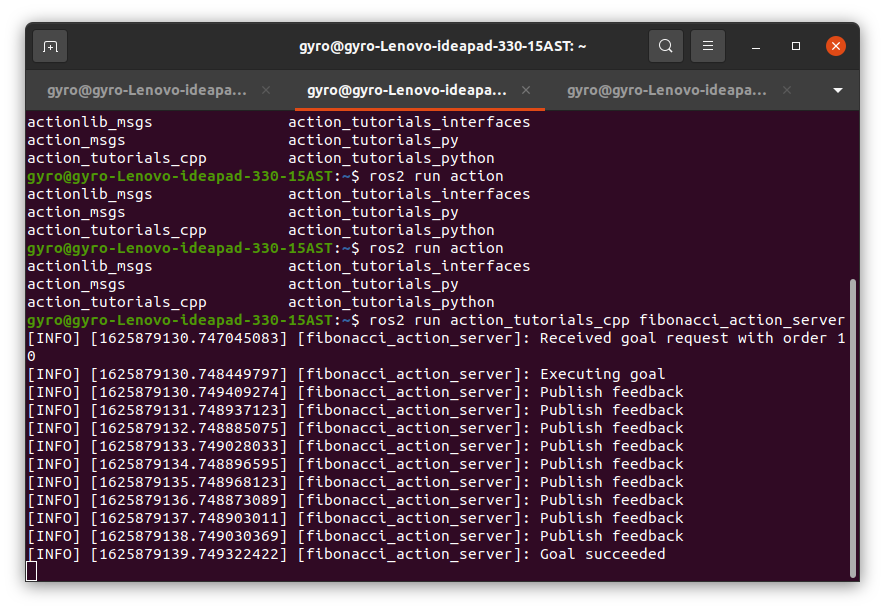 gyro@gyro-Lenovo-ideapad-330-15AST: ~
gyro@gyro-Lenovo-ideapa... gyro@gyro-Lenovo-ideapa... gyro@gyro-Lenovo-ideapa...
actionlib_msgs action_tutorials_interfaces
action_msgs action_tutorials_py
action_tutorials_cpp action_tutorials_python
gyro@gyro-Lenovo-ideapad-330-15AST:~$ ros2 run action
actionlib_msgs action_tutorials_interfaces
action_msgs action_tutorials_py
action_tutorials_cpp action_tutorials_python
gyro@gyro-Lenovo-ideapad-330-15AST:~$ ros2 run action
actionlib_msgs action_tutorials_interfaces
action_msgs action_tutorials_py
action_tutorials_cpp action_tutorials_python
gyro@gyro-Lenovo-ideapad-330-15AST:~$ ros2 run action_tutorials_cpp fibonacci_action_server
[INFO] [1625879130.747045083] [fibonacci_action_server]: Received goal request with order 1
0
[INFO] [1625879130.748449797] [fibonacci_action_server]: Executing goal
[INFO] [1625879130.749409274] [fibonacci_action_server]: Publish feedback
[INFO] [1625879131.748937123] [fibonacci_action_server]: Publish feedback
[INFO] [1625879132.748885075] [fibonacci_action_server]: Publish feedback
[INFO] [1625879133.749028033] [fibonacci_action_server]: Publish feedback
[INFO] [1625879134.748896595] [fibonacci_action_server]: Publish feedback
[INFO] [1625879135.748968123] [fibonacci_action_server]: Publish feedback
[INFO] [1625879136.748873089] [fibonacci_action_server]: Publish feedback
[INFO] [1625879137.748903011] [fibonacci_action_server]: Publish feedback
[INFO] [1625879138.749030369] [fibonacci_action_server]: Publish feedback
[INFO] [1625879139.749322422] [fibonacci_action_server]: Goal succeeded